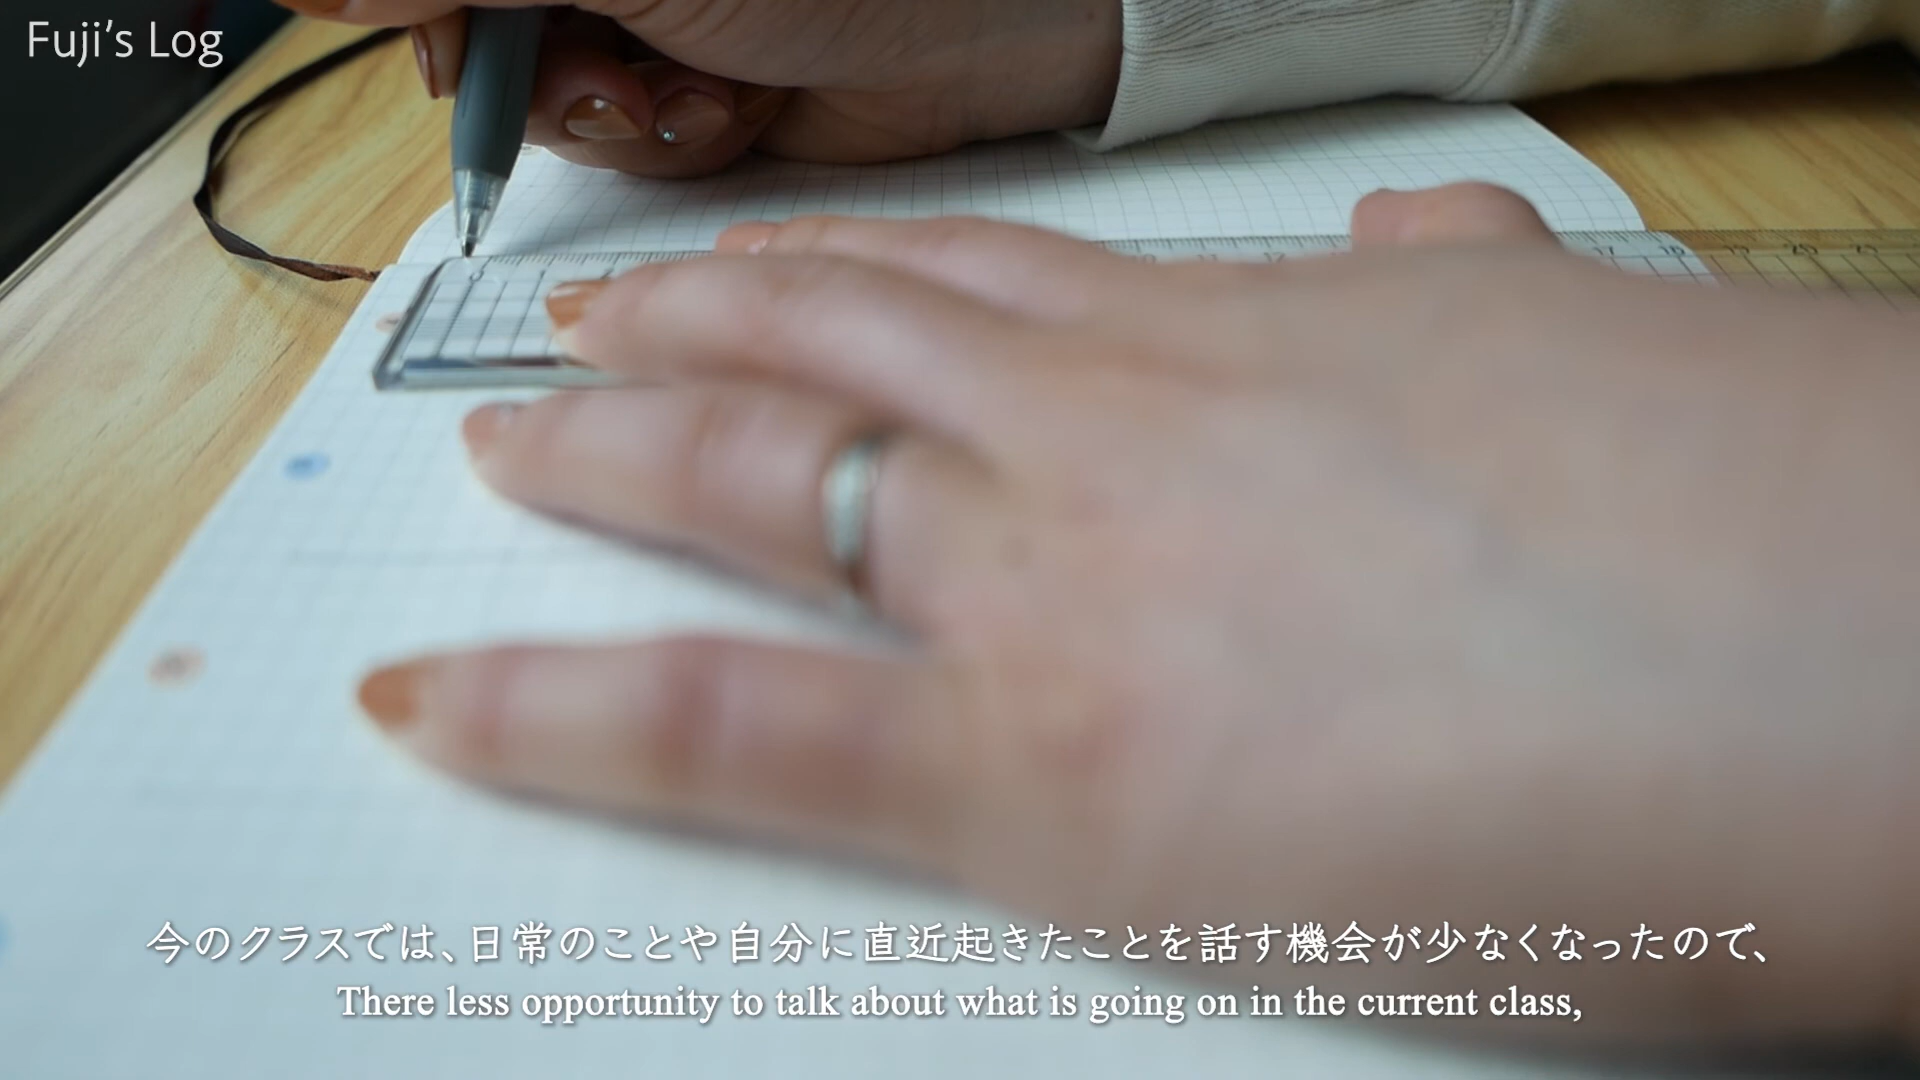 Fuji's Log
今のクラスでは、日常のことや自分に直近起きたことを話す機会が少なくなったので、
There less opportunity to talk about what is going on in the current class,